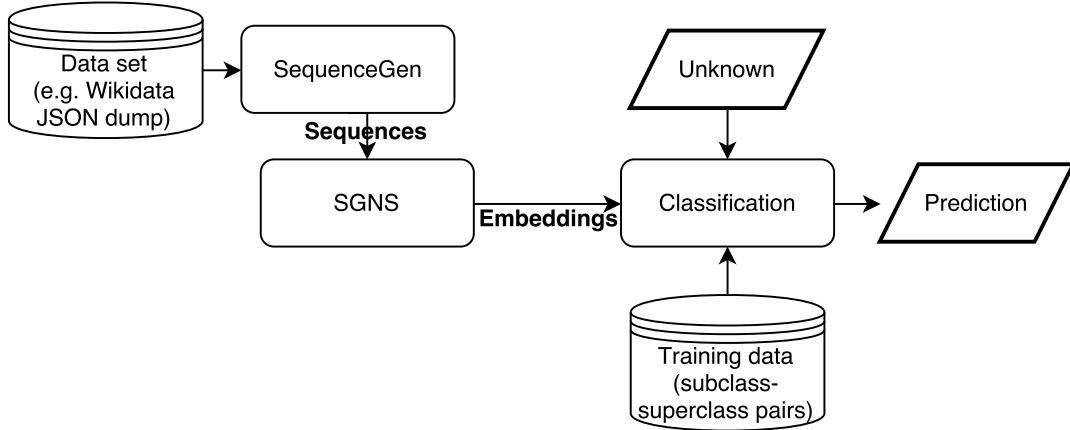 Data set
(e.g. Wikidata
JSON dump)
SequenceGen
Unknown
Sequences
SGNS
Embeddings
Classification
Prediction
Training data
(subclass-
superclass pairs)